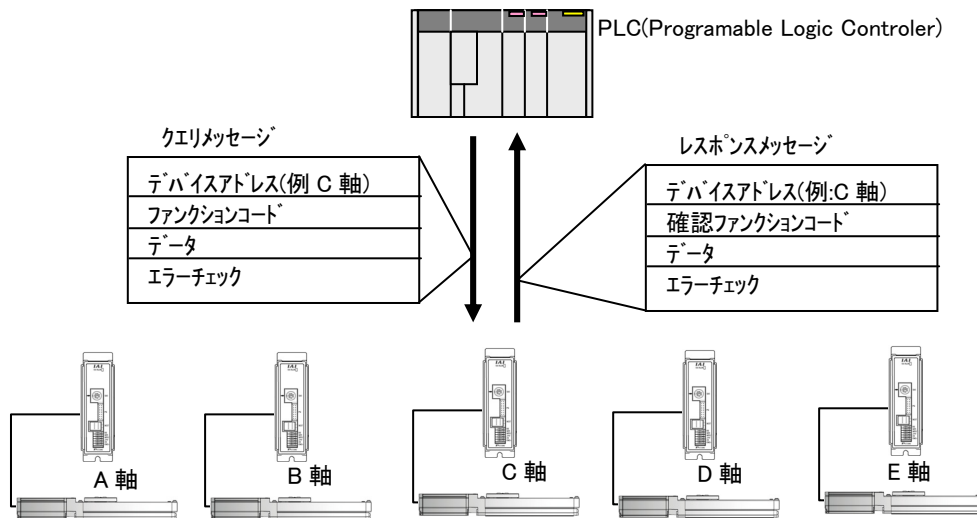 PLC(Programable Logic Controler)
クエリメッセージ
デバイスアドレス(例 C 軸)
ファンクションコード
データ
エラーチェック
レスポンスメッセージ
デバイスアドレス(例:C 軸)
確認ファンクションコード
データ
エラーチェック
A 軸
B 軸
C 軸
D 軸
E 軸